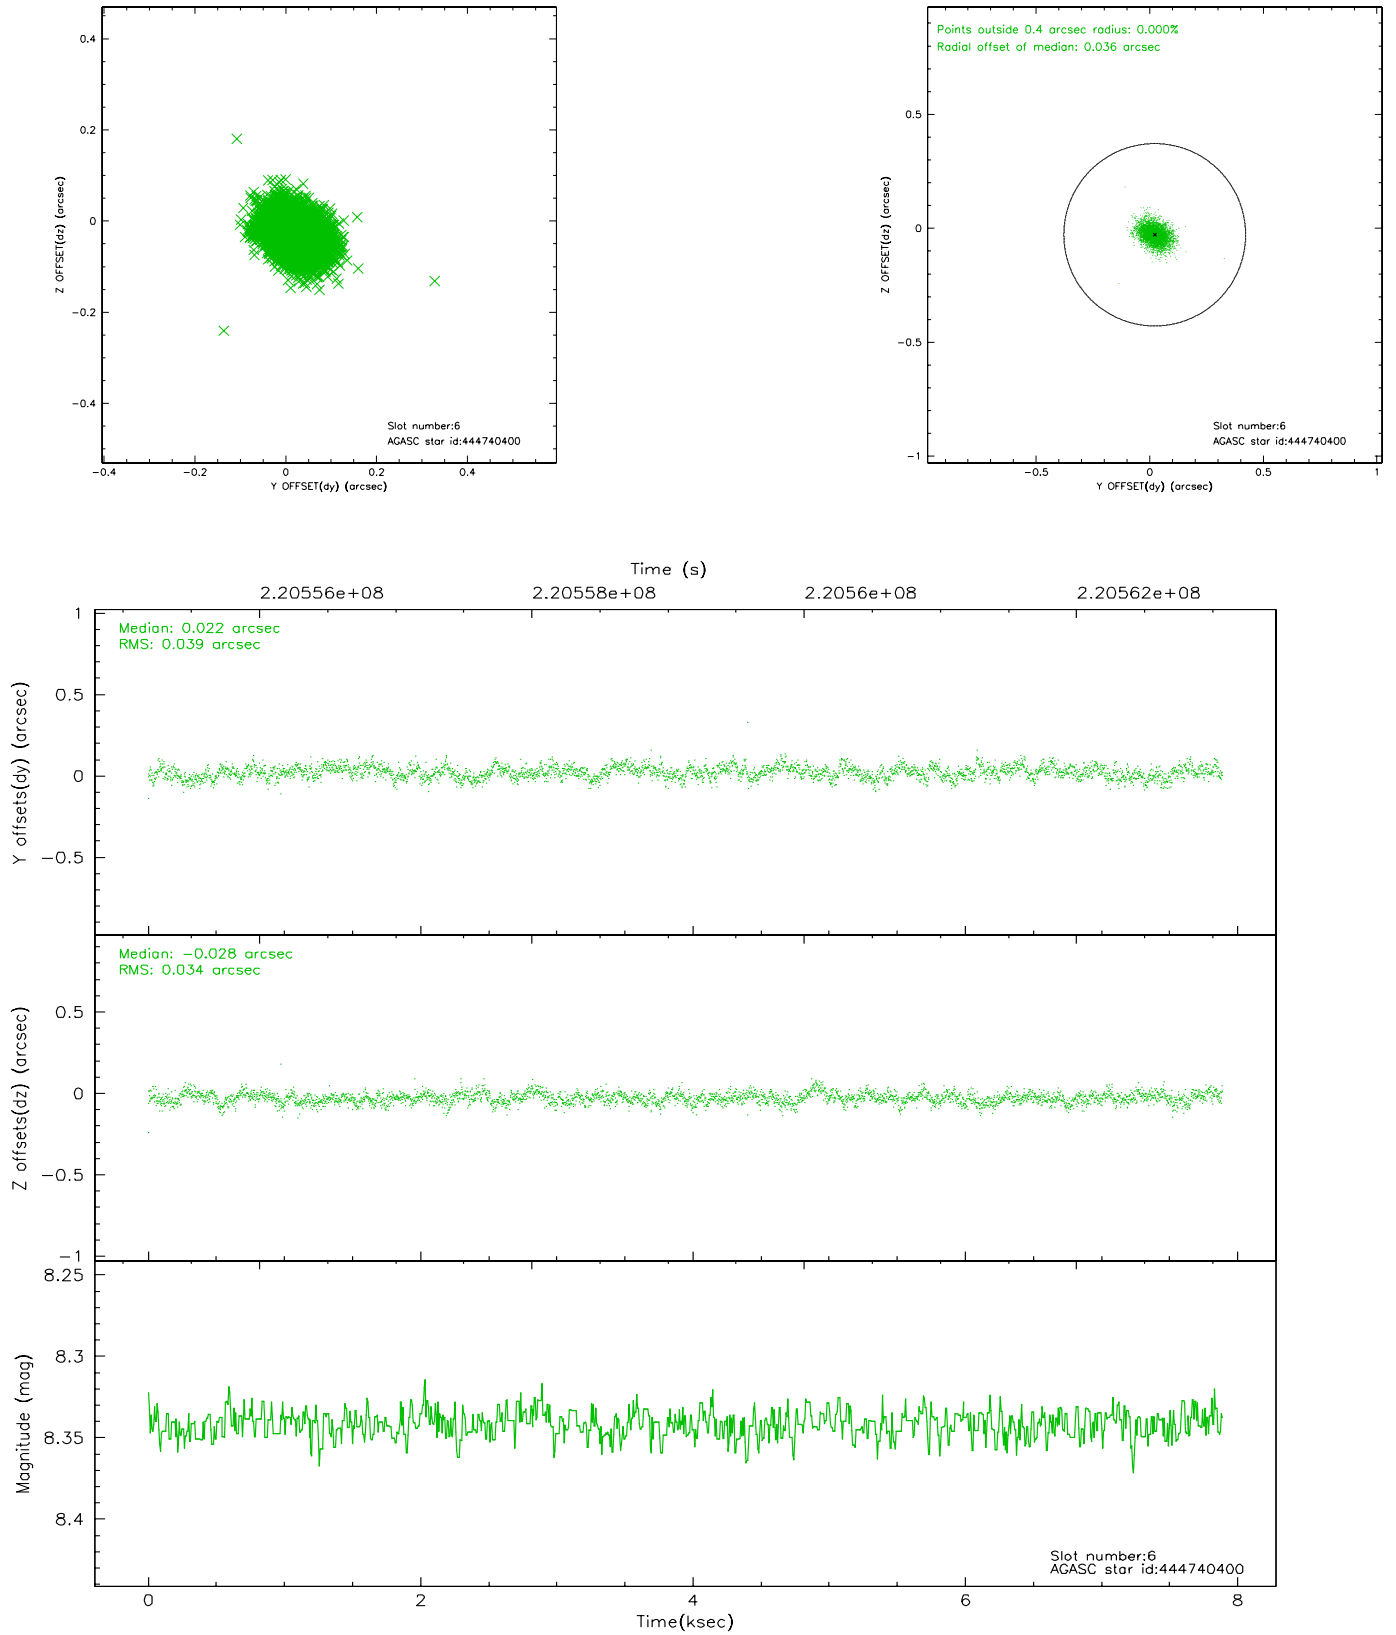 0.4
0.2
0
−0.2
−0.4
Z OFFSET(dz) (arcsec)
Slot number:6
AGASC star id:444740400
−0.4
−0.2
0
0.2
0.4
Y OFFSET(dy) (arcsec)
Points outside 0.4 arcsec radius: 0.000%
Radial offset of median: 0.036 arcsec
0.5
0
−0.5
−1
Z OFFSET(dz) (arcsec)
Slot number:6
AGASC star id:444740400
−0.5
0
0.5
1
Y OFFSET(dy) (arcsec)
Time (s)
2.20556e+08
2.20558e+08
2.2056e+08
2.20562e+08
Median: 0.022 arcsec
RMS: 0.039 arcsec
1
0.5
0
−0.5
Y offsets(dy) (arcsec)
Median: −0.028 arcsec
RMS: 0.034 arcsec
0.5
0
−0.5
−1
Z offsets(dz) (arcsec)
8.25
8.3
8.35
8.4
Magnitude (mag)
Slot number:6
AGASC star id:444740400
0
2
4
6
8
Time(ksec)